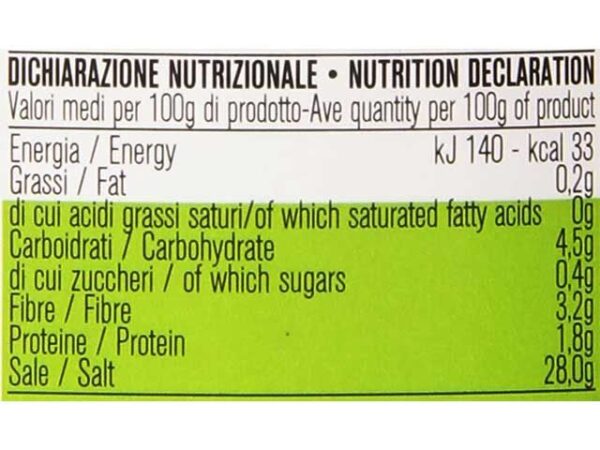 DICHIARAZIONE NUTRIZIONALE • NUTRITION DECLARATION
Valori medi per 100g di prodotto-Ave quantity per 100g of product
Energia / Energy kJ 140 - kcal 33
Grassi / Fat 0,2g
di cui acidi grassi saturi/of which saturated fatty acids 0g
Carboidrati / Carbohydrate 4,5g
di cui zuccheri / of which sugars 0,4g
Fibre / Fibre 3,2g
Proteine / Protein 1,8g
Sale / Salt 28,0g